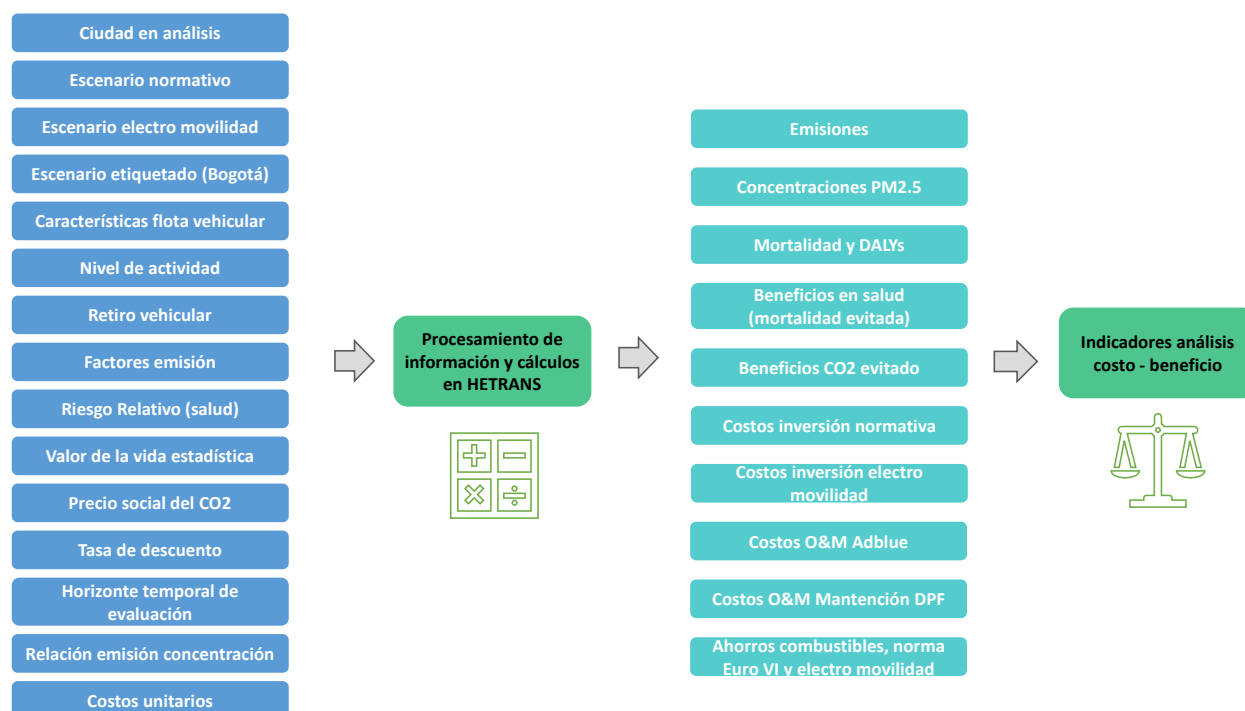 Ciudad en análisis
Escenario normativo
Escenario electro movilidad
Escenario etiquetado (Bogotá)
Características flota vehicular
Nivel de actividad
Retiro vehicular
Factores emisión
Riesgo Relativo (salud)
Valor de la vida estadística
Precio social del CO2
Tasa de descuento
Horizonte temporal de
evaluación
Relación emisión concentración
Costos unitarios
Procesamiento de
información y cálculos
en HETRANS
Emisiones
Concentraciones PM2.5
Mortalidad y DALYs
Beneficios en salud
(mortalidad evitada)
Beneficios CO2 evitado
Costos inversión normativa
Costos inversión electro
movilidad
Costos O&M Adblue
Costos O&M Mantención DPF
Ahorros combustibles, norma
Euro VI y electro movilidad
Indicadores análisis
costo - beneficio